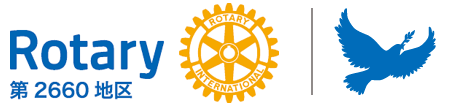 Rotary
第 2660 地区
ROTARY
INTERNATIONAL